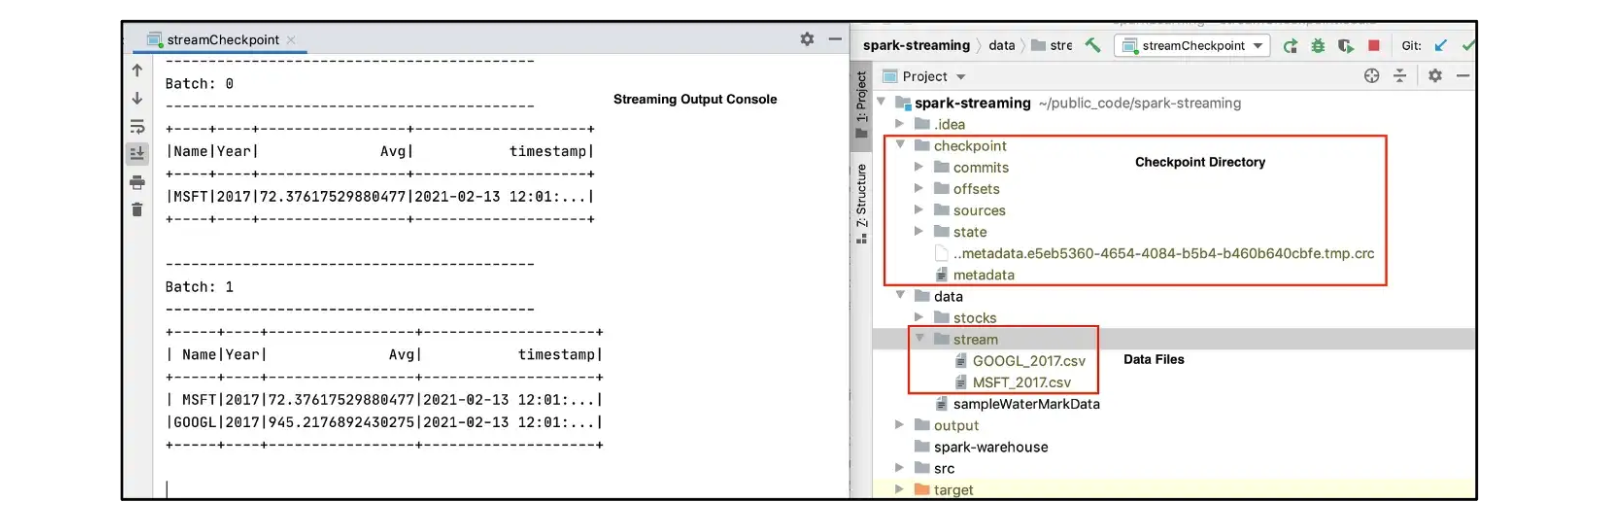 streamCheckpoint
Batch: 0
Streaming Output Console
+----+----+-----------------+--------------------+
|Name|Year|              Avg|           timestamp|
+----+----+-----------------+--------------------+
|MSFT|2017|72.37617529880477|2021-02-13 12:01:...|
+----+----+-----------------+--------------------+
-------------------------------------------
Batch: 1
-------------------------------------------
+-----+----+-----------------+--------------------+
| Name|Year|              Avg|           timestamp|
+-----+----+-----------------+--------------------+
| MSFT|2017|72.37617529880477|2021-02-13 12:01:...|
|GOOGL|2017|945.2176892430275|2021-02-13 12:01:...|
+-----+----+-----------------+--------------------+
spark-streaming
data
stre
streamCheckpoint
Git:
1: Project
7: Structure
Project
spark-streaming ~/public_code/spark-streaming
.idea
checkpoint
Checkpoint Directory
commits
offsets
sources
state
..metadata.e5eb5360-4654-4084-b5b4-b460b640cbfe.tmp.crc
metadata
data
stocks
stream
GOOGL_2017.csv
Data Files
MSFT_2017.csv
sampleWaterMarkData
output
spark-warehouse
src
target